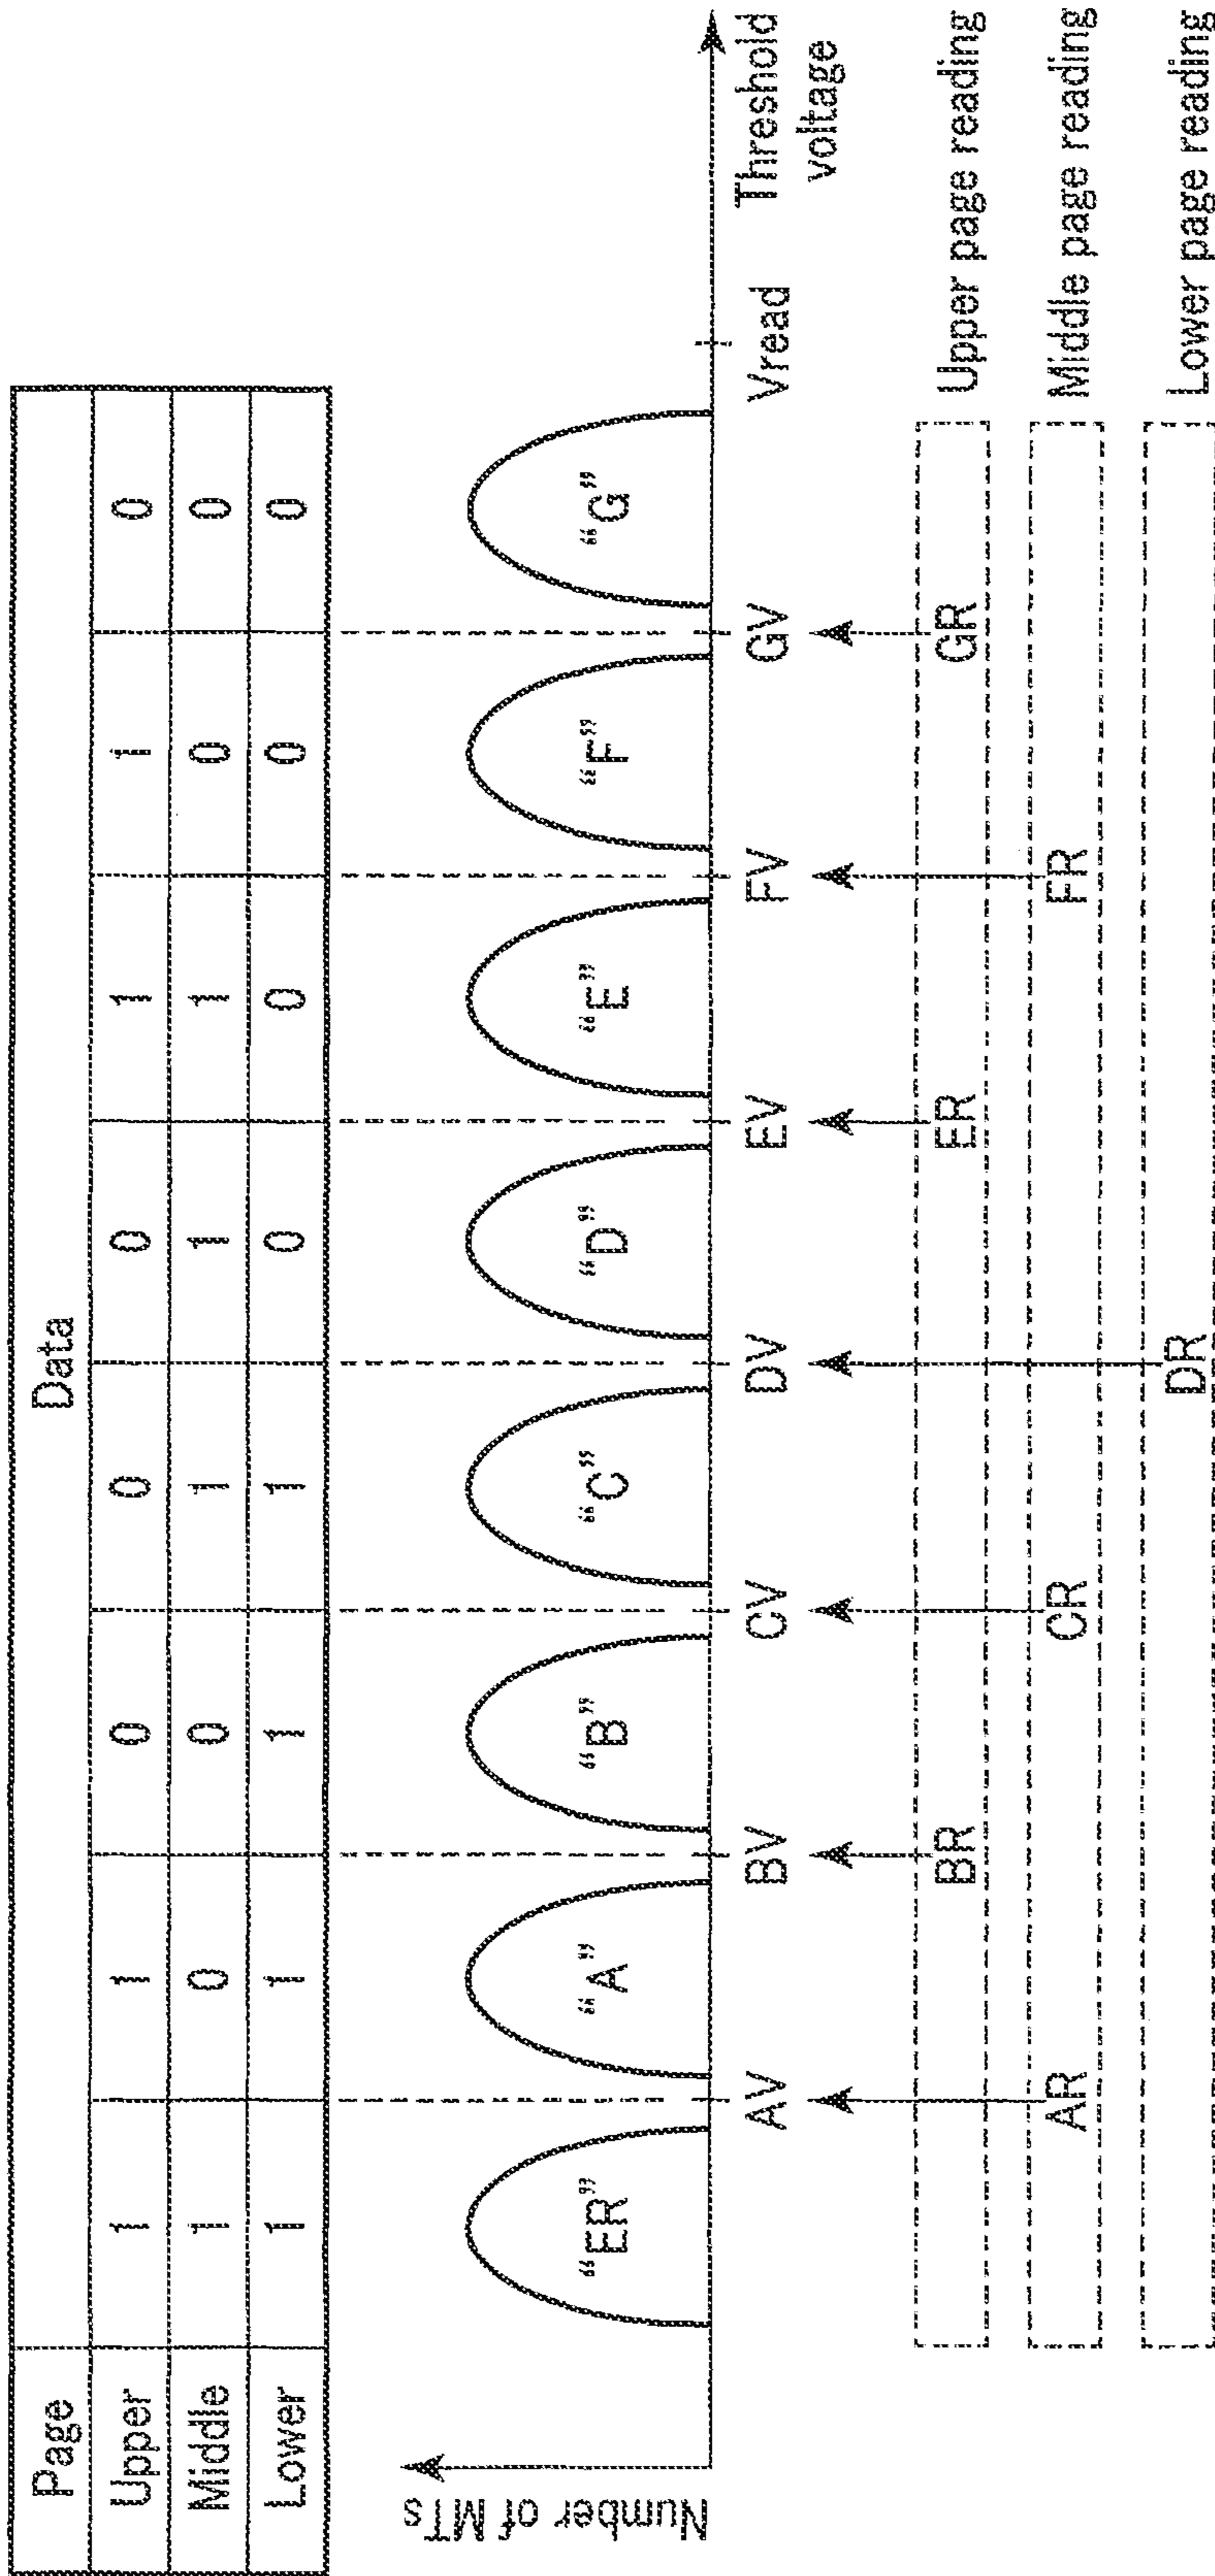 Page Data
Upper 1 1 0 0 0 1 1 0
Middle 1 0 0 1 1 1 0 0
Lower 1 1 1 1 0 0 0 0
Number of MTs
“ER” “A” “B” “C” “D” “E” “F” “G”
AV BV CV DV EV FV GV Vread Threshold
voltage
BR ER GR Upper page reading
AR CR FR Middle page reading
DR Lower page reading